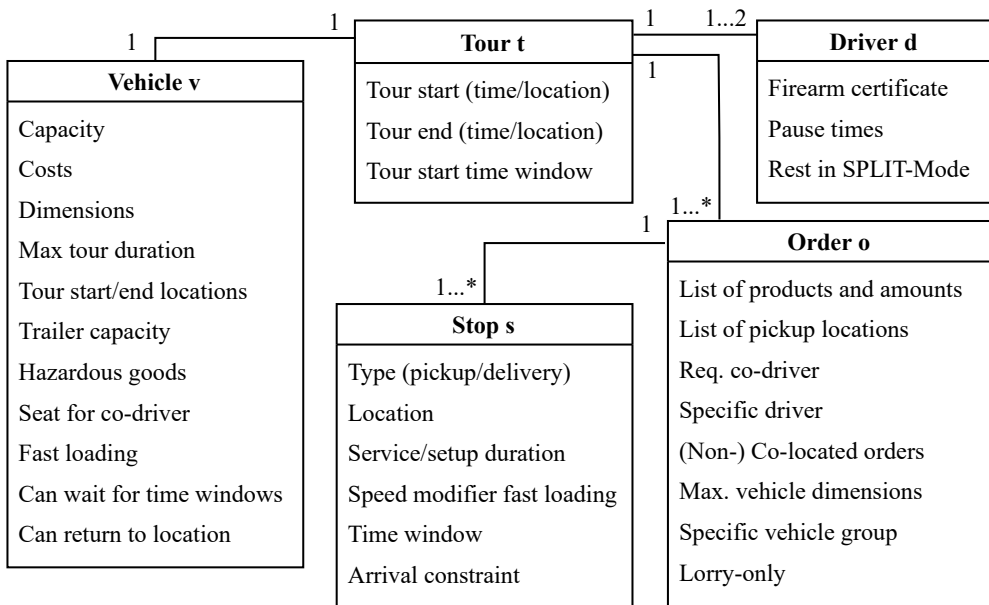 1
1
Vehicle v
Capacity
Costs
Dimensions
Max tour duration
Tour start/end locations
Trailer capacity
Hazardous goods
Seat for co-driver
Fast loading
Can wait for time windows
Can return to location
Tour t
Tour start (time/location)
Tour end (time/location)
Tour start time window
1
1...2
1
1...*
Driver d
Firearm certificate
Pause times
Rest in SPLIT-Mode
1
1...*
Stop s
Type (pickup/delivery)
Location
Service/setup duration
Speed modifier fast loading
Time window
Arrival constraint
Order o
List of products and amounts
List of pickup locations
Req. co-driver
Specific driver
(Non-) Co-located orders
Max. vehicle dimensions
Specific vehicle group
Lorry-only